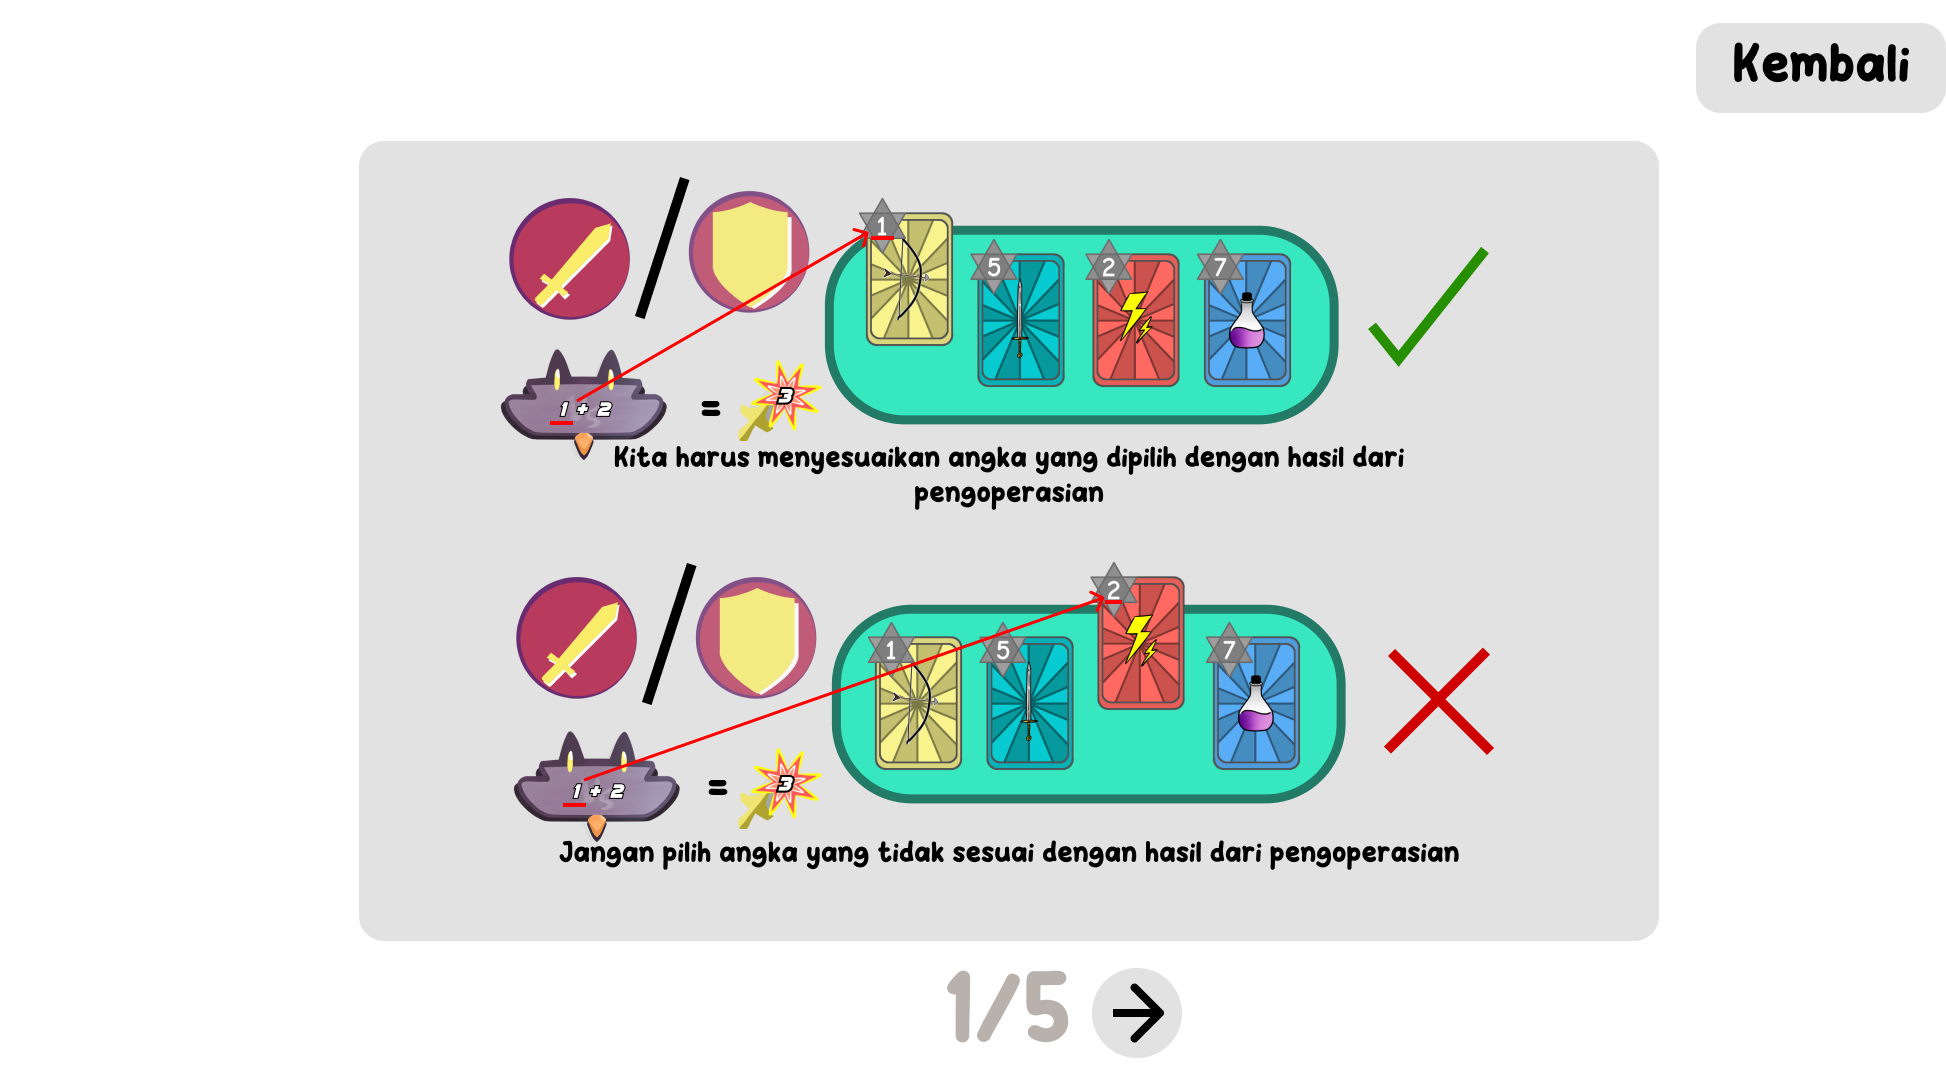 Kembali
1
5
2
7
1 + 2
=
3
Kita harus menyesuaikan angka yang dipilih dengan hasil dari
pengoperasian
2
1
5
7
1 + 2
=
3
Jangan pilih angka yang tidak sesuai dengan hasil dari pengoperasian
1/5